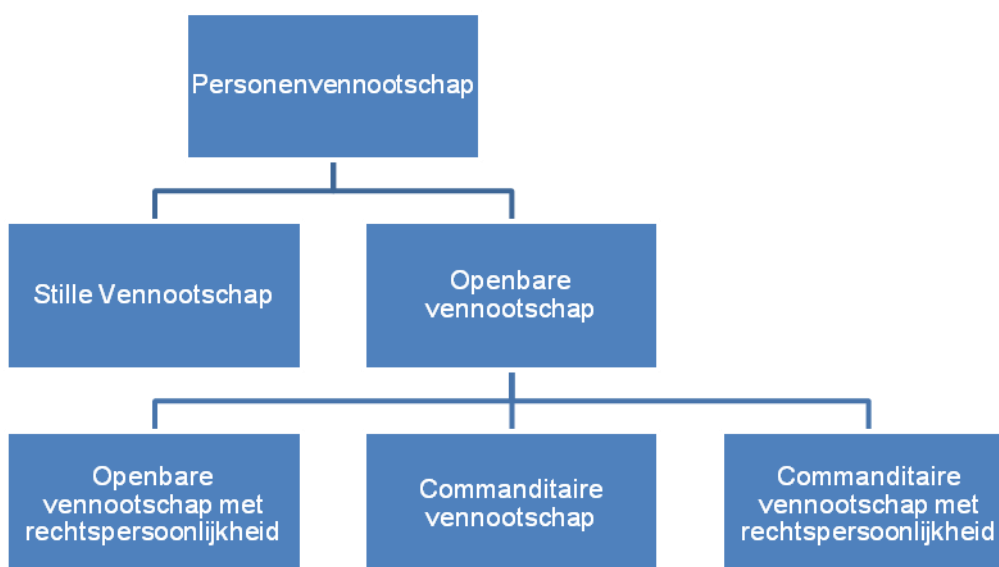 Personenvennootschap
Stille Vennootschap
Openbare
vennootschap
Openbare
vennootschap met
rechtspersoonlijkheid
Commanditaire
vennootschap
Commanditaire
vennootschap met
rechtspersoonlijkheid